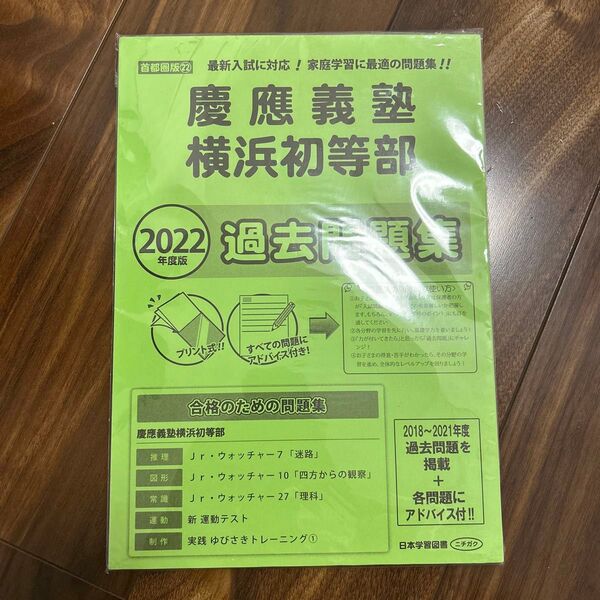 首都圏版㉒
最新入試に対応! 家庭学習に最適の問題集!!
慶應義塾
横浜初等部
2022
年度版
過去問題集
プリント式!!
すべての問題に
アドバイス付き!
合格のための問題集
慶應義塾横浜初等部
推理 Jr・ウォッチャー7「迷路」
図形 Jr・ウォッチャー10「四方からの観察」
常識 Jr・ウォッチャー27「理科」
運動 新 運動テスト
制作 実践 ゆびさきトレーニング①
2018~2021年度
過去問題を
掲載
+
各問題に
アドバイス付!!
日本学習図書 ニチガク